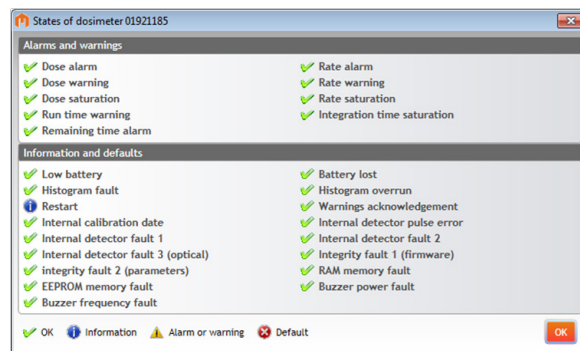 States of dosimeter 01921185
Alarms and warnings
Dose alarm
Rate alarm
Dose warning
Rate warning
Dose saturation
Rate saturation
Run time warning
Integration time saturation
Remaining time alarm
Information and defaults
Low battery
Battery lost
Histogram fault
Histogram overrun
Restart
Warnings acknowledgement
Internal calibration date
Internal detector pulse error
Internal detector fault 1
Internal detector fault 2
Internal detector fault 3 (optical)
Integrity fault 1 (firmware)
integrity fault 2 (parameters)
RAM memory fault
EEPROM memory fault
Buzzer power fault
Buzzer frequency fault
OK Information Alarm or warning Default
OK